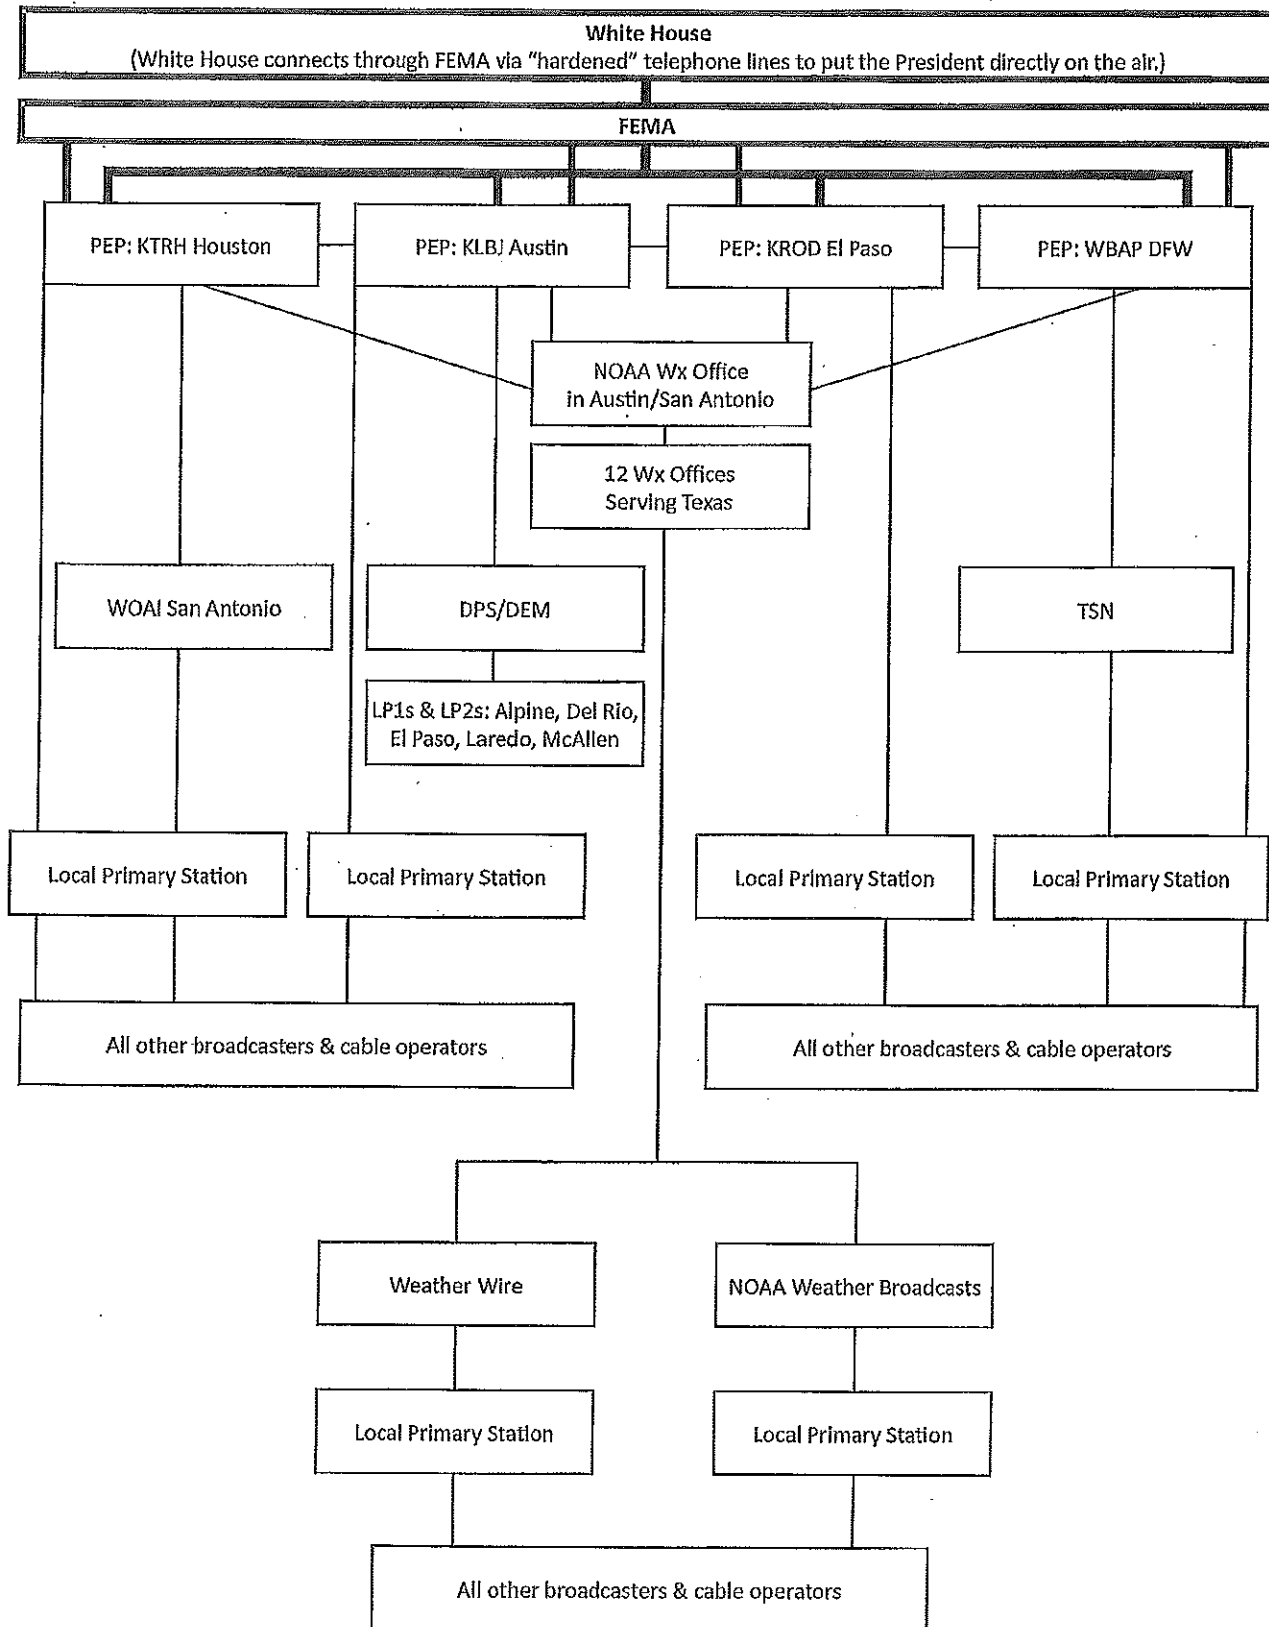 White House
(White House connects through FEMA via "hardened" telephone lines to put the President directly on the air.)
FEMA
PEP: KTRH Houston
PEP: KLBJ Austin
PEP: KROD El Paso
PEP: WBAP DFW
NOAA Wx Office
in Austin/San Antonio
12 Wx Offices
Serving Texas
WOAI San Antonio
DPS/DEM
TSN
LP1s & LP2s: Alpine, Del Rio,
El Paso, Laredo, McAllen
Local Primary Station
Local Primary Station
Local Primary Station
Local Primary Station
All other broadcasters & cable operators
All other broadcasters & cable operators
Weather Wire
NOAA Weather Broadcasts
Local Primary Station
Local Primary Station
All other broadcasters & cable operators